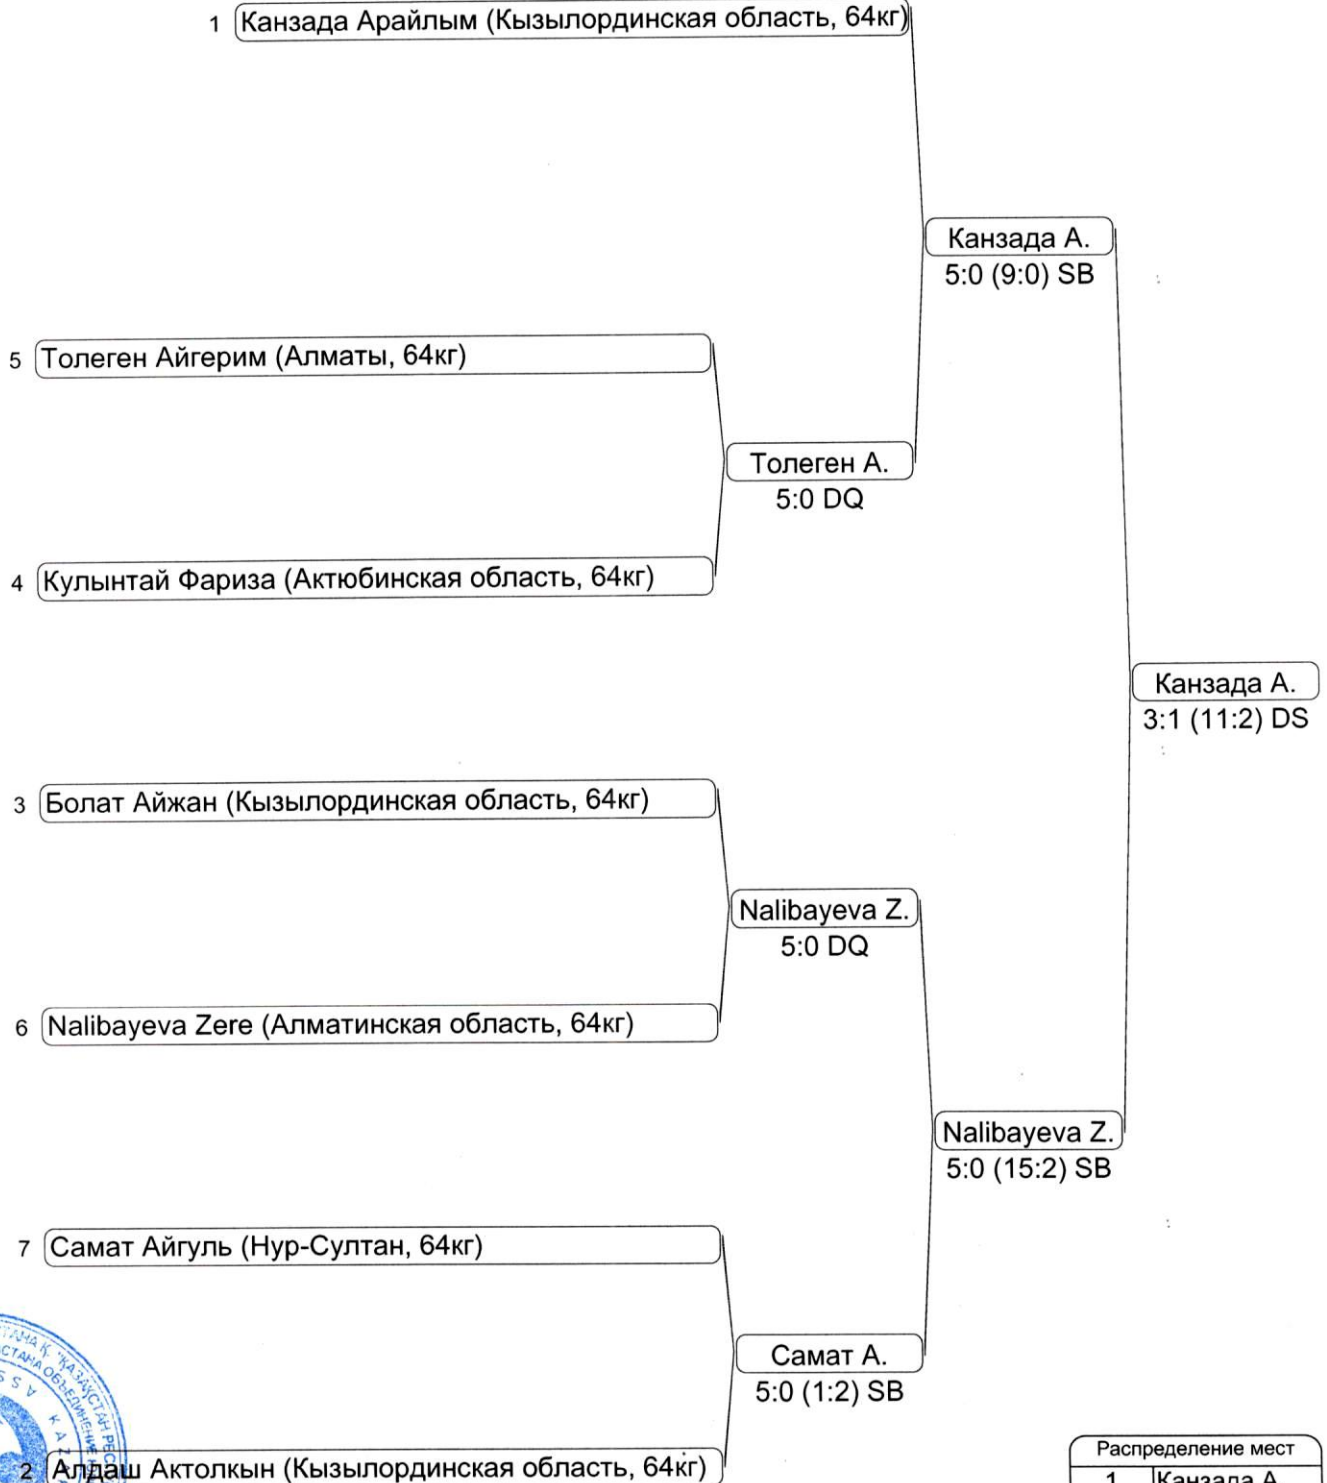 1 Канзада Арайлым (Кызылординская область, 64кг)
Канзада А.
5:0 (9:0) SB
5 Толеген Айгерим (Алматы, 64кг)
Толеген А.
5:0 DQ
4 Кулынтай Фариза (Актюбинская область, 64кг)
Канзада А.
3:1 (11:2) DS
3 Болат Айжан (Кызылординская область, 64кг)
Nalibayeva Z.
5:0 DQ
6 Nalibayeva Zere (Алматинская область, 64кг)
Nalibayeva Z.
5:0 (15:2) SB
7 Самат Айгуль (Нур-Султан, 64кг)
Самат А.
5:0 (1:2) SB
2 Алдаш Актолкын (Кызылординская область, 64кг)
Распределение мест
1 Канзада А.